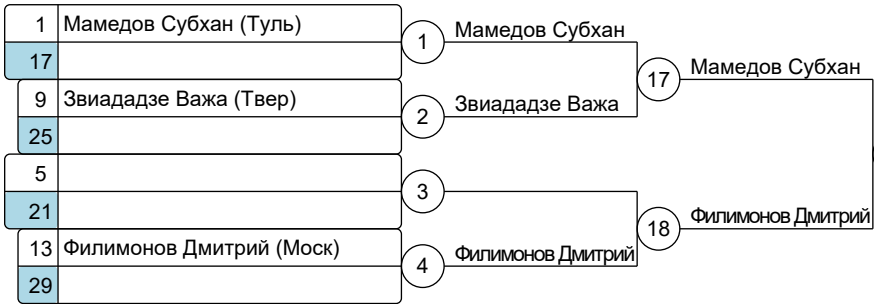 1 Мамедов Субхан (Туль)
1
Мамедов Субхан
17
17
Мамедов Субхан
9 Звиададзе Важа (Твер)
2
Звиададзе Важа
25
5
3
21
18
Филимонов Дмитрий
13 Филимонов Дмитрий (Моск)
4
Филимонов Дмитрий
29